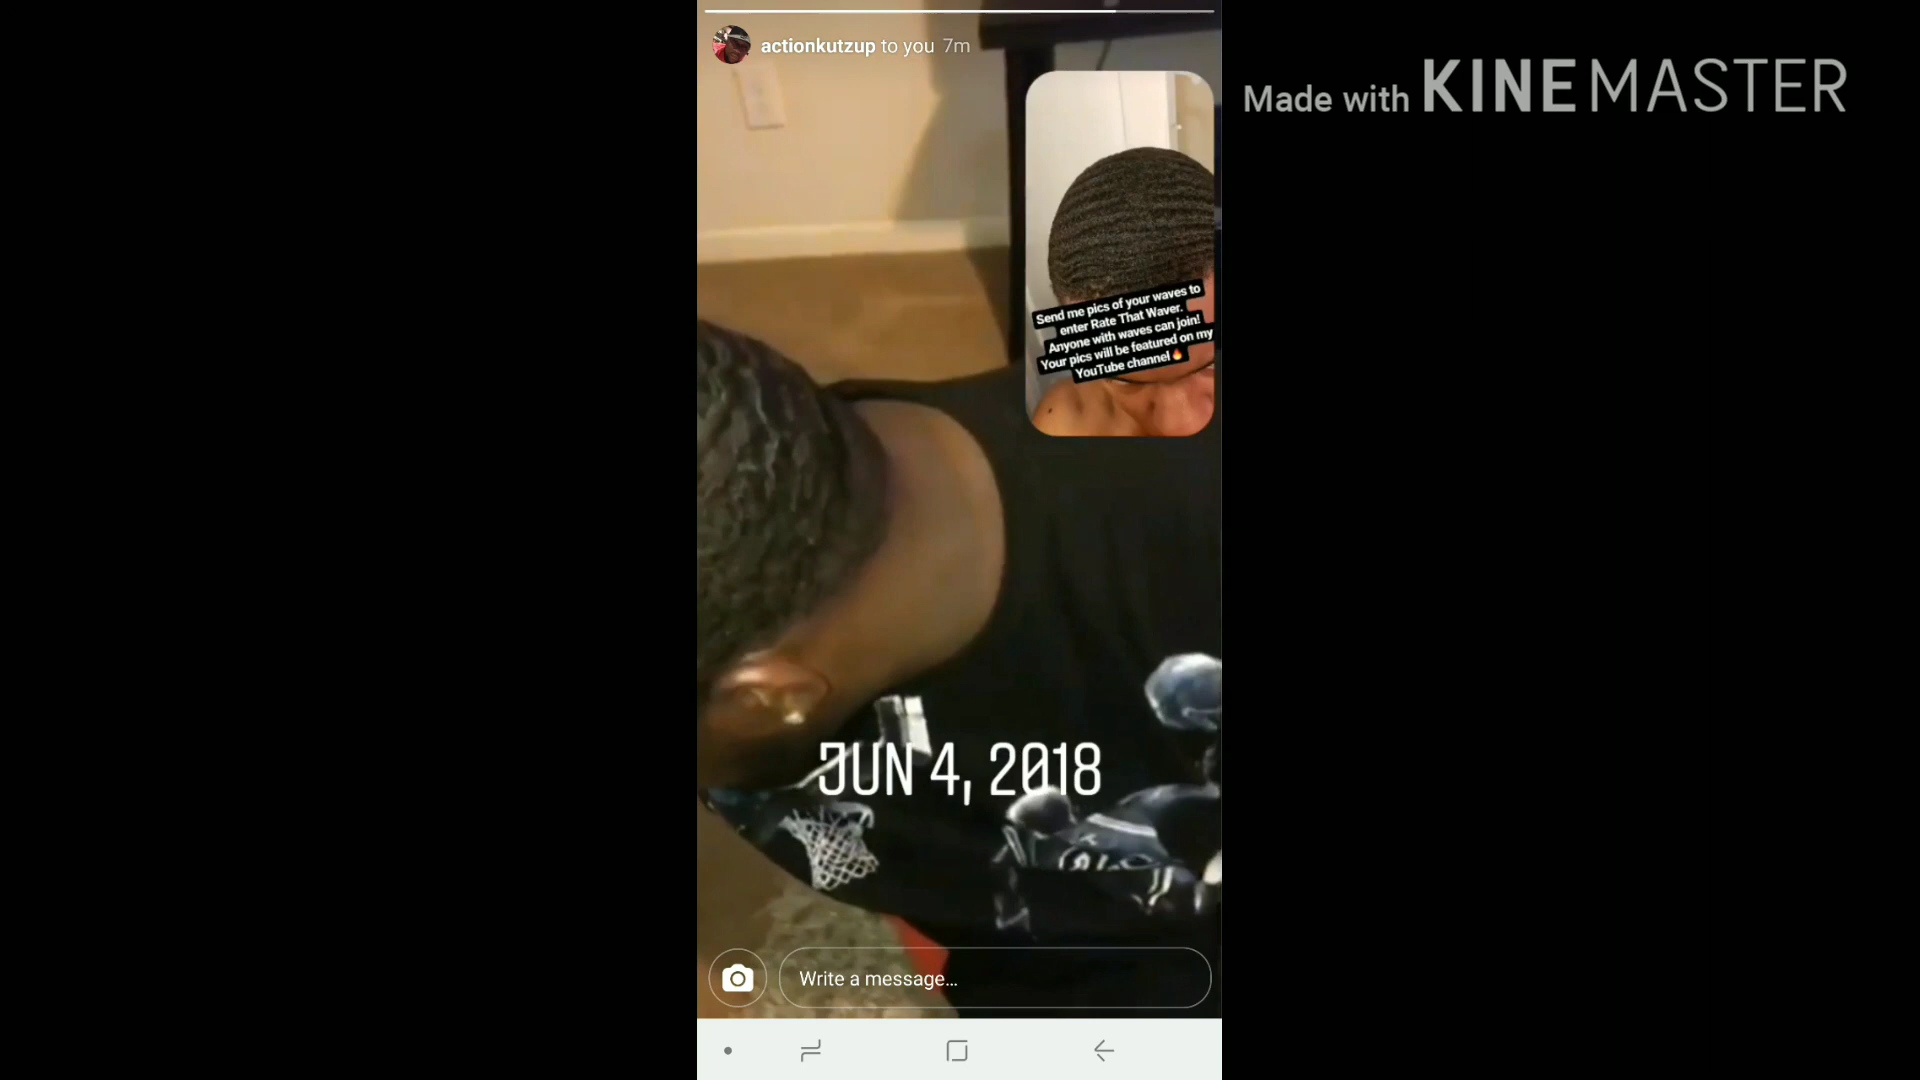 actionkutzup to you 7m
Made with KINEMASTER
Send me pics of your waves to
enter Rate That Waver.
Anyone with waves can join!
Your pics will be featured on my
YouTube channel🔥
JUN 4, 2018
Write a message...